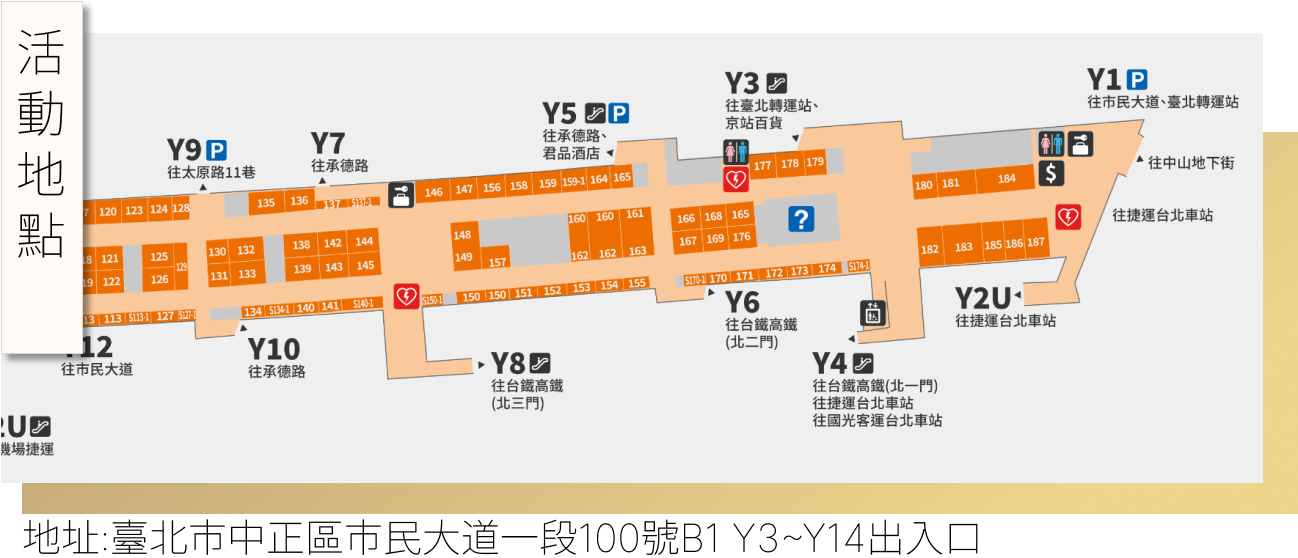 活動地點
Y1 P
往市民大道、臺北轉運站
Y3
往臺北轉運站、
京站百貨
Y5 P
往承德路、
君品酒店
Y7
往承德路
Y9 P
往太原路11巷
往中山地下街
往捷運台北車站
177 178 179
146 147 156 158 159 159-1 164 165
135 136 137 S137-1
120 123 124 128
180 181 184
$
?
166 168 165
167 169 176
160 160 161
162 162 163
148
149 157
138 142 144
139 143 145
130 132
131 133
121 125
122 126 129
182 183 185 186 187
S170-1 170 171 172 173 174 S174-1
S150-1 150 150 151 152 153 154 155
134 S134-1 140 141 S140-1
113 S113-1 127 S127-1
Y2U
往捷運台北車站
Y6
往台鐵高鐵
(北二門)
Y4
往台鐵高鐵(北一門)
往捷運台北車站
往國光客運台北車站
Y8
往台鐵高鐵
(北三門)
Y10
往承德路
12
往市民大道
2U
機場捷運
地址:臺北市中正區市民大道一段100號B1 Y3~Y14出入口